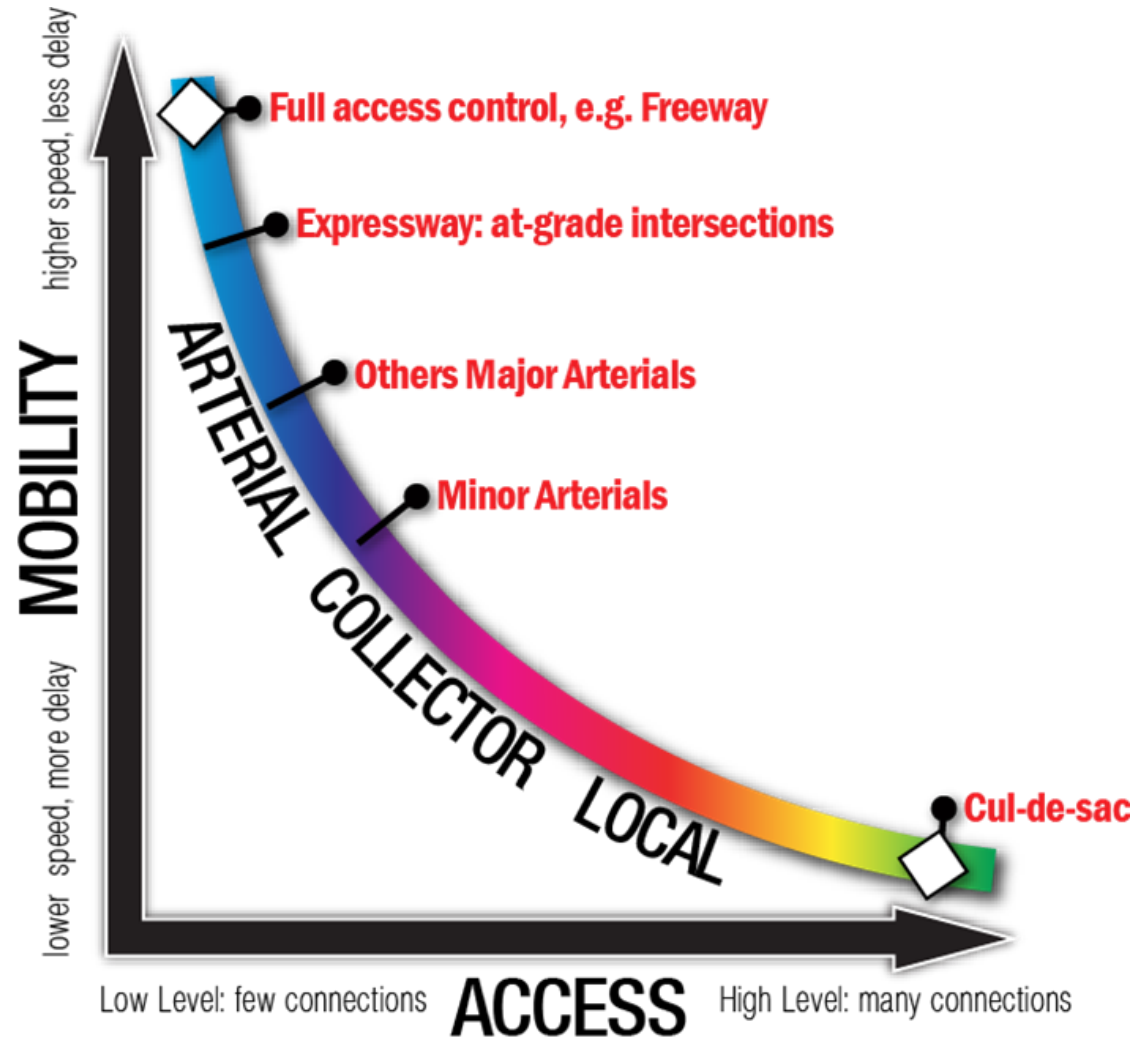 higher speed, less delay
MOBILITY
lower speed, more delay
Full access control, e.g. Freeway
Expressway: at-grade intersections
Others Major Arterials
Minor Arterials
ARTERIAL
COLLECTOR
LOCAL
Cul-de-sac
Low Level: few connections
ACCESS
High Level: many connections